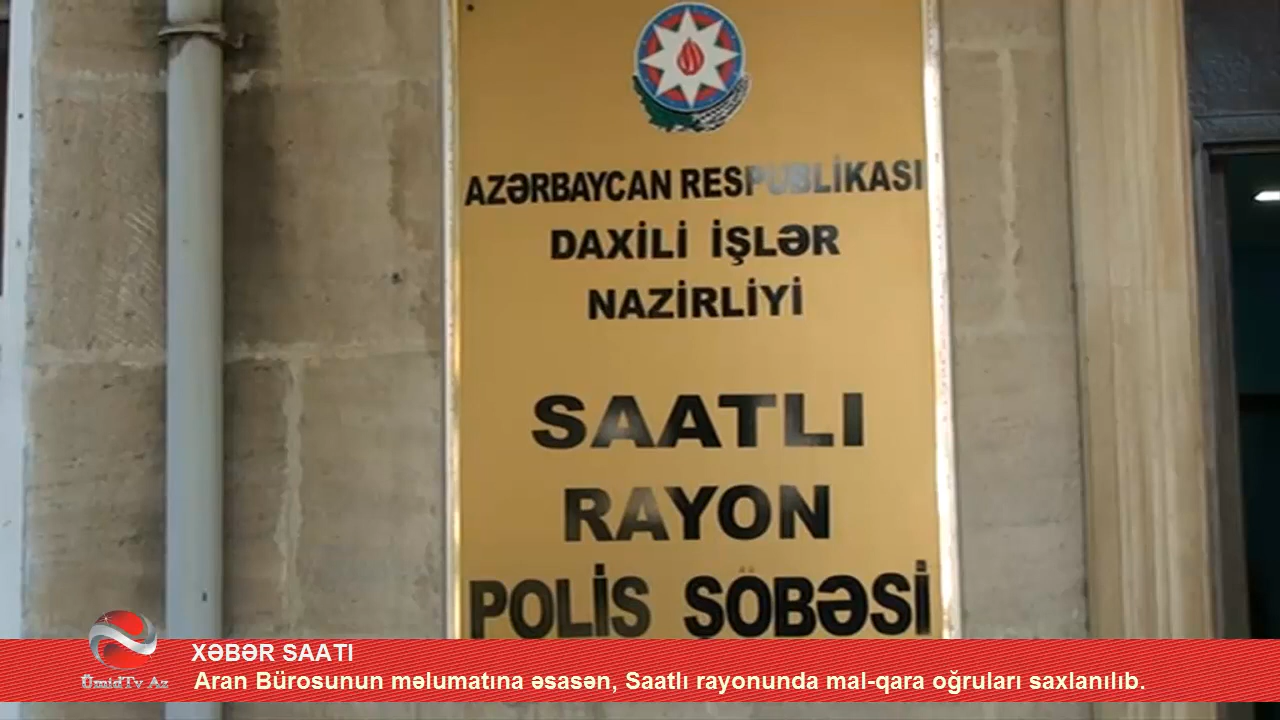 AZƏRBAYCAN RESPUBLİKASI
DAXİLİ İŞLƏR
NAZİRLİYİ
SAATLI
RAYON
POLİS ŞÖBƏSİ
XƏBƏR SAATI
ÜmidTv Az
Aran Bürosunun məlumatına əsasən, Saatlı rayonunda mal-qara oğruları saxlanılıb.